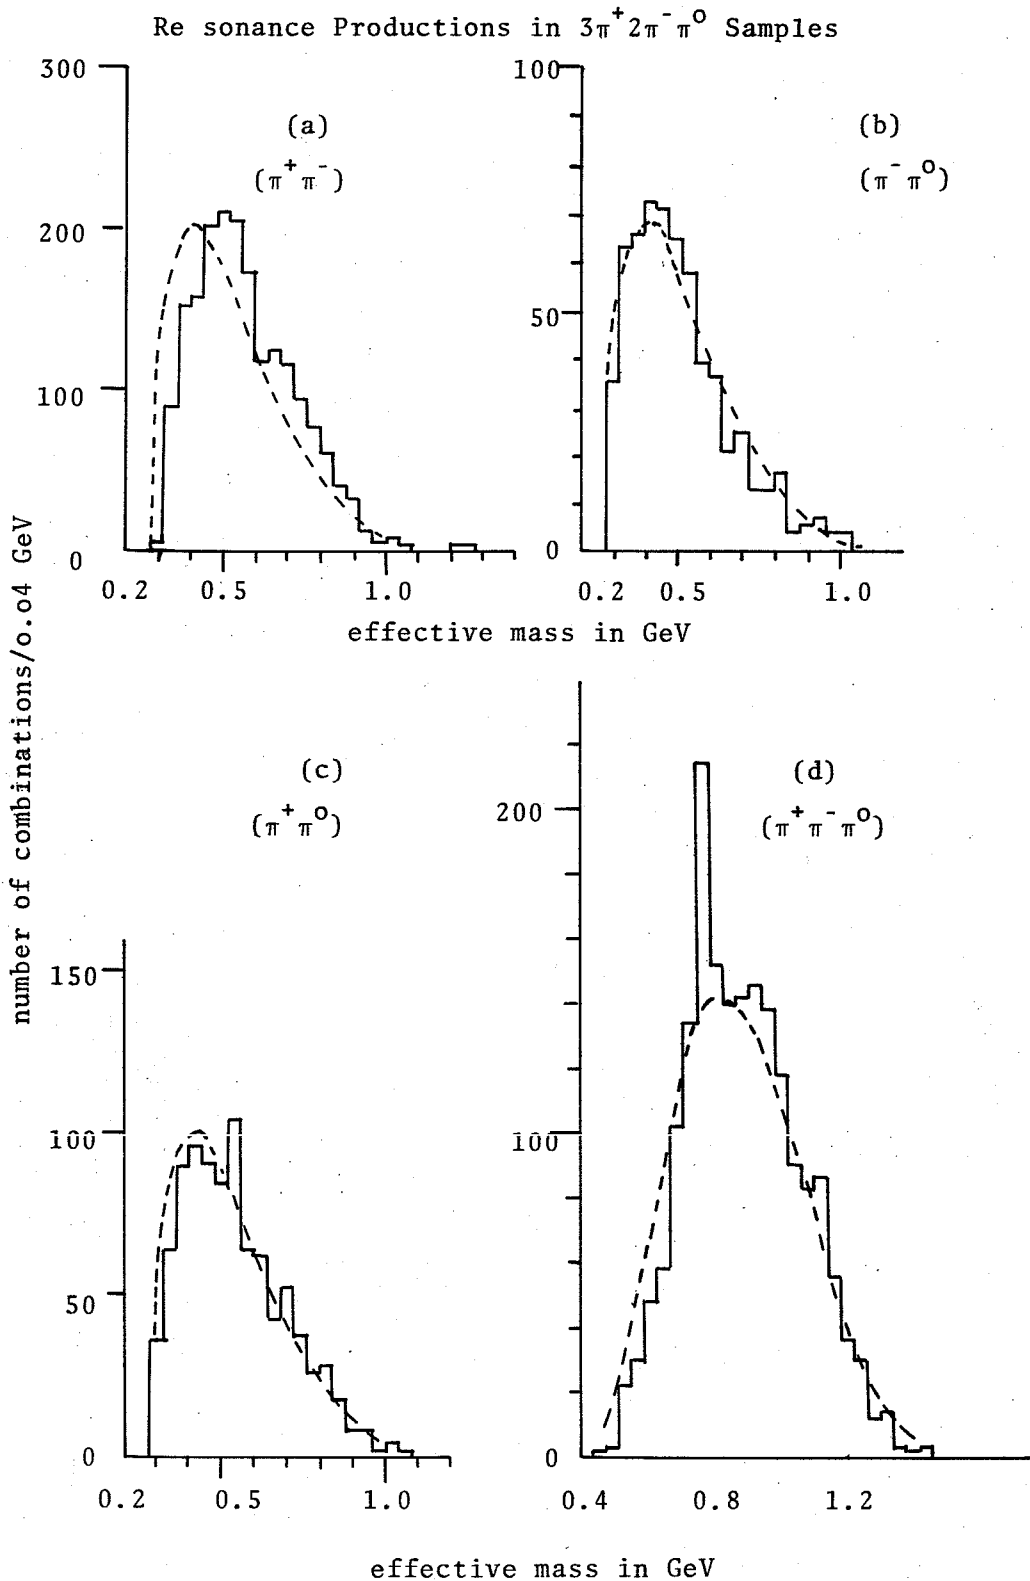 Re sonance Productions in 3π⁺2π⁻π⁰ Samples
300
200
100
0
(a)
(π⁺π⁻)
0.2 0.5 1.0
100
50
0
(b)
(π⁻π⁰)
0.2 0.5 1.0
effective mass in GeV
number of combinations/0.o4 GeV
150
100
50
0
(c)
(π⁺π⁰)
0.2 0.5 1.0
200
100
0
(d)
(π⁺π⁻π⁰)
0.4 0.8 1.2
effective mass in GeV